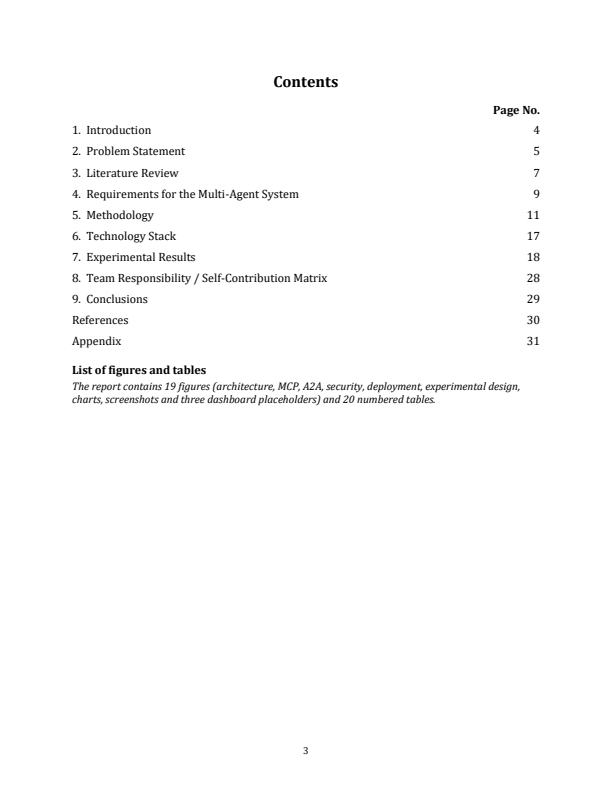 Contents
Page No.
1. Introduction 4
2. Problem Statement 5
3. Literature Review 7
4. Requirements for the Multi-Agent System 9
5. Methodology 11
6. Technology Stack 17
7. Experimental Results 18
8. Team Responsibility / Self-Contribution Matrix 28
9. Conclusions 29
References 30
Appendix 31
List of figures and tables
The report contains 19 figures (architecture, MCP, A2A, security, deployment, experimental design,
charts, screenshots and three dashboard placeholders) and 20 numbered tables.
3